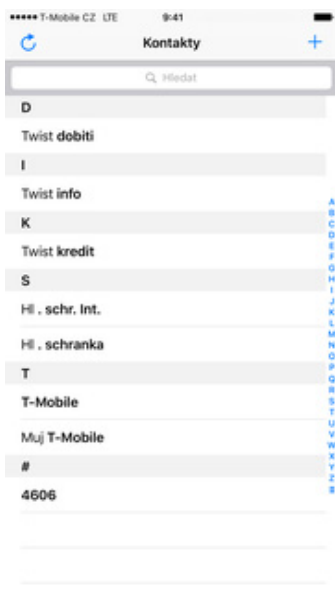 T-Mobile CZ LTE 9:41
Kontakty +
Hledat
D
Twist dobiti
I
Twist info
K
Twist kredit
S
Hl . schr. Int.
Hl . schranka
T
T-Mobile
Muj T-Mobile
#
4606
A
B
C
D
E
F
G
H
I
J
K
L
M
N
O
P
Q
R
S
T
U
V
W
X
Y
Z